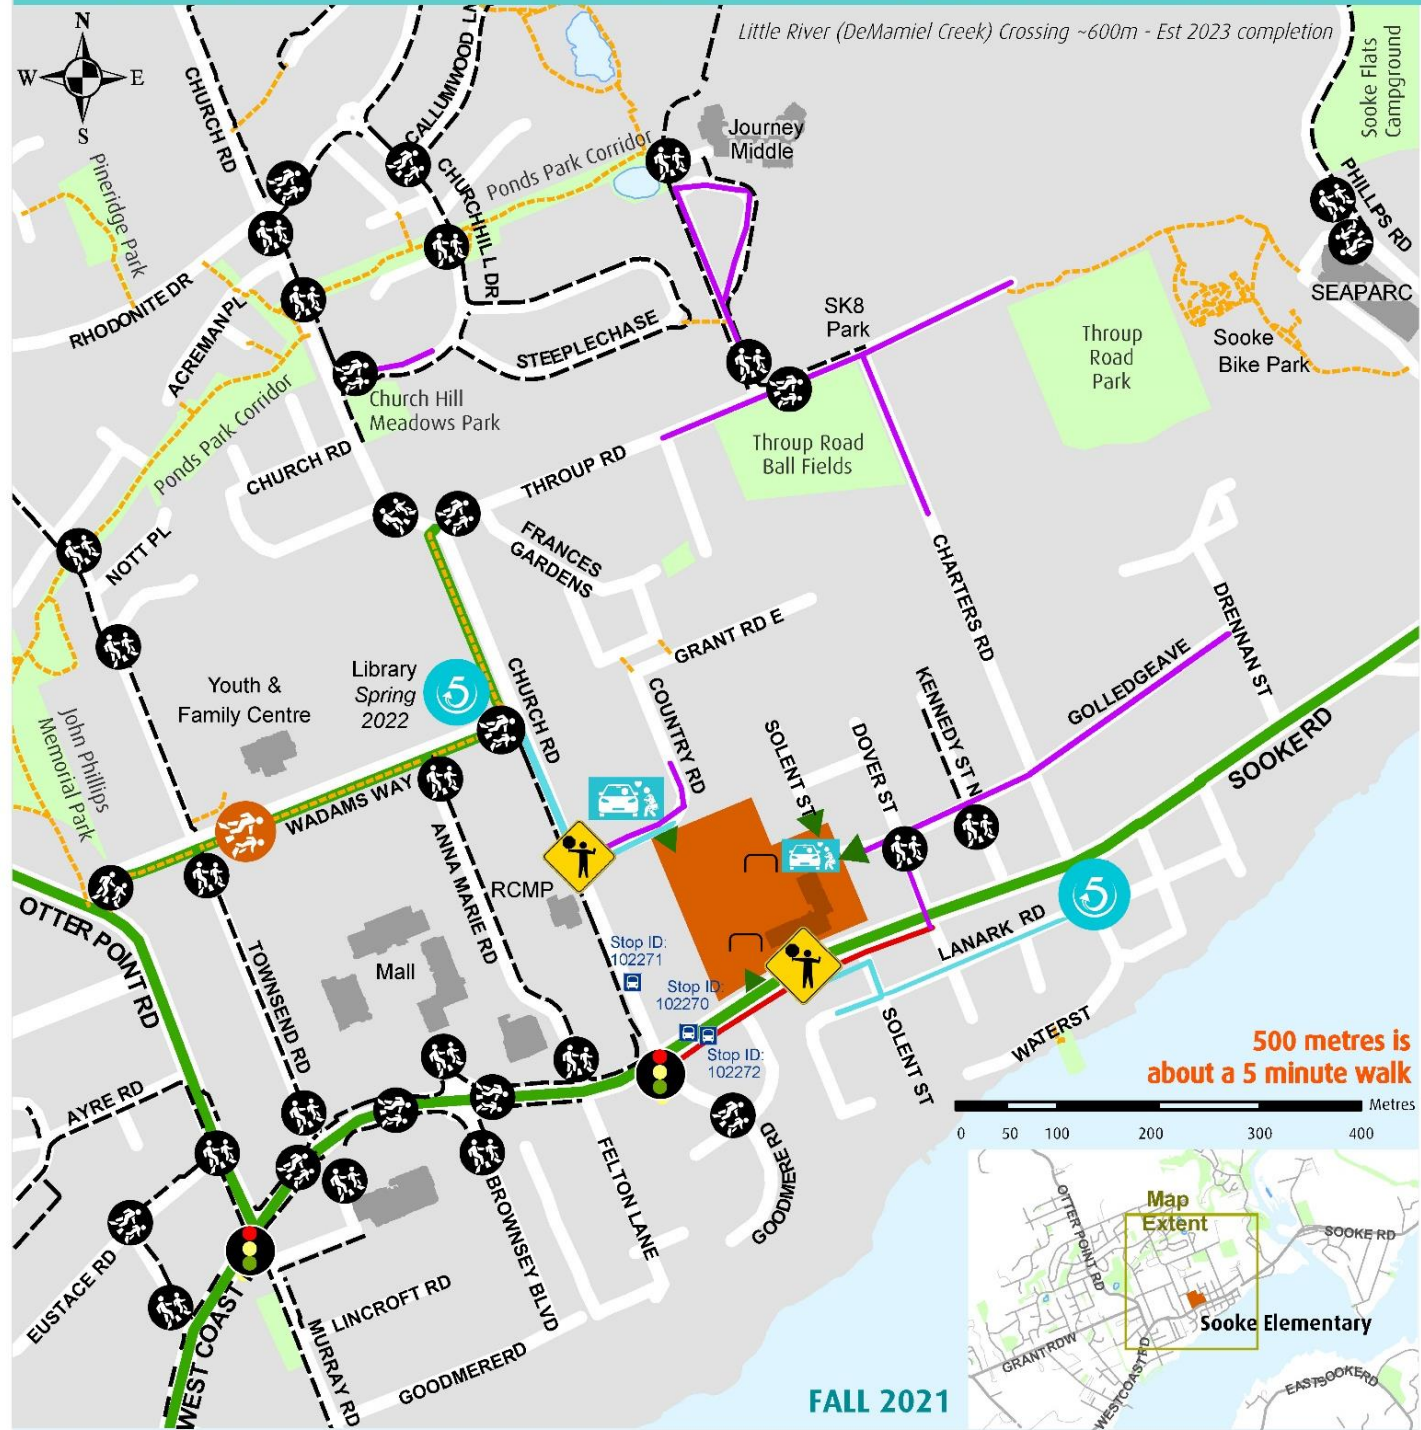 Little River (DeMamiel Creek) Crossing ~600m - Est 2023 completion
N
W
E
S
CHURCH RD
CALLUMWOOD LN
Journey
Middle
Sooke Flats
Campground
Ponds Park Corridor
CHURCHHILL DR
Pineridge Park
PHILLPS RD
SEAPARC
RHODONITE DR
ACREMAN PL
STEEPLECHASE
SK8
Park
Throup
Road
Park
Sooke
Bike Park
Church Hill
Meadows Park
Ponds Park Corridor
CHURCH RD
THROUP RD
Throup Road
Ball Fields
NOTT PL
FRANCES
GARDENS
CHARTERS RD
DRENNAN ST
GRANT RD E
Library
Spring
2022
5
CHURCH RD
Youth &
Family Centre
COUNTRY RD
SOLENT ST
DOVER ST
KENNEDY ST N
GOLLEDGEAVE
SOOKE RD
John Phillips
Memorial Park
WADAMS WAY
ANNA MARIE RD
RCMP
OTTER POINT RD
TOWNSEND RD
Mall
Stop ID:
102271
Stop ID:
102270
Stop ID:
102272
LANARK RD
5
SOLENT ST
WATERST
500 metres is
about a 5 minute walk
Metres
0 50 100 200 300 400
AYRE RD
EUSTACE RD
WEST COAST
LINCROFT RD
MURRAY RD
BROWNSEY BLVD
FELTON LANE
GOODMERE RD
GOODMERERD
FALL 2021
OTTER POINT RD
Map
Extent
SOOKE RD
Sooke Elementary
GRANTRDW
WESTCOASTRD
EASTSOOKERD